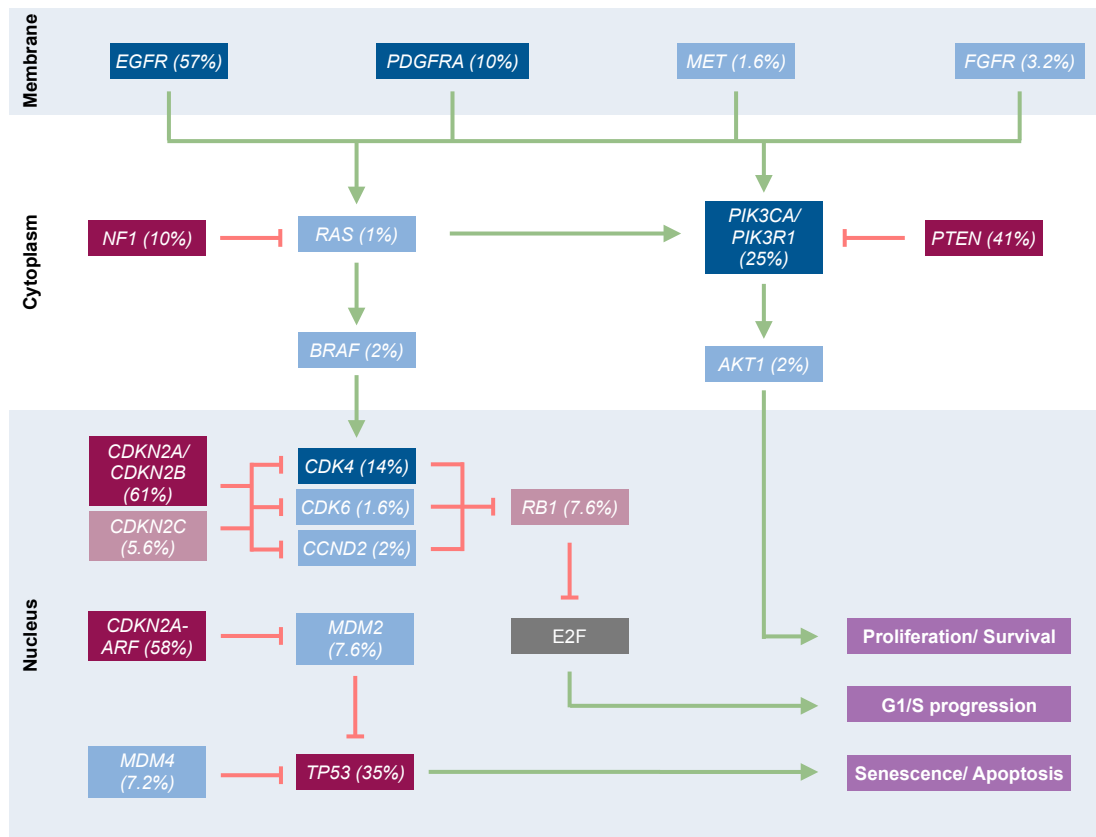 Membrane
EGFR (57%)
PDGFRA (10%)
MET (1.6%)
FGFR (3.2%)
Cytoplasm
NF1 (10%)
RAS (1%)
PIK3CA/
PIK3R1
(25%)
PTEN (41%)
BRAF (2%)
AKT1 (2%)
Nucleus
CDKN2A/
CDKN2B
(61%)
CDKN2C
(5.6%)
CDK4 (14%)
CDK6 (1.6%)
CCND2 (2%)
RB1 (7.6%)
CDKN2A-
ARF (58%)
MDM2
(7.6%)
E2F
Proliferation/ Survival
G1/S progression
MDM4
(7.2%)
TP53 (35%)
Senescence/ Apoptosis